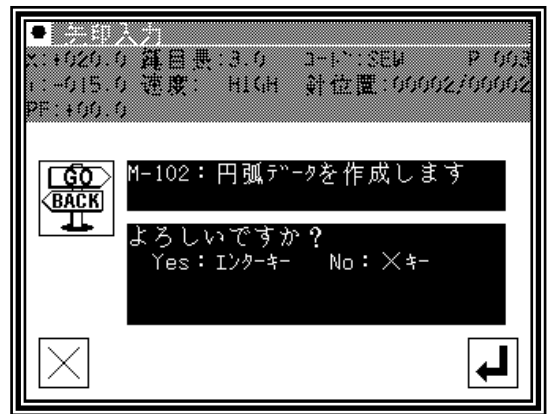 矢印入力
X:+020.0 縫目長:3.0 コード:SEW P 003
Y:-015.0 速度: HIGH 針位置:00002/00002
PF:+00.0
GO
BACK
M-102:円弧データを作成します
よろしいですか?
Yes:エンターキー No:×キー